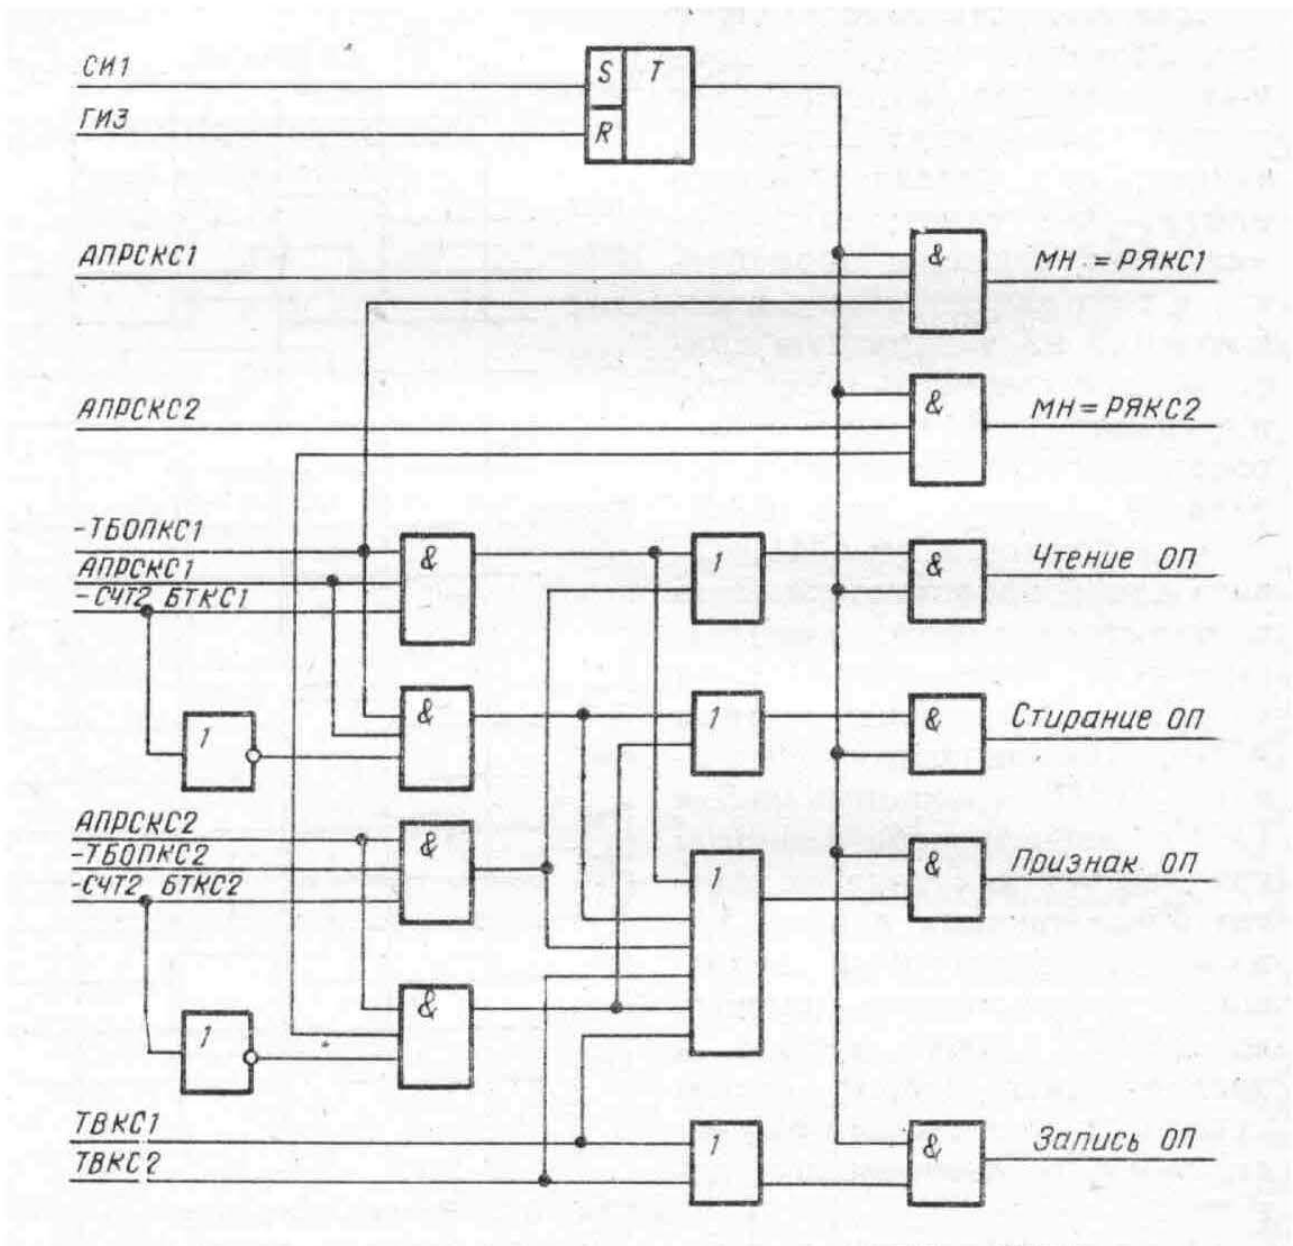 СИ1
S T
ГИЗ
R
АПРСКС1
&
МН = РЯКС1
АПРСКС2
&
МН = РЯКС2
-ТБОПКС1
&
1
&
Чтение ОП
АПРСКС1
-СЧТ2 БТКС1
&
1
&
Стирание ОП
1
АПРСКС2
&
-ТБОПКС2
1
&
Признак ОП
-СЧТ2 БТКС2
&
1
ТВКС1
1
&
Запись ОП
ТВКС2